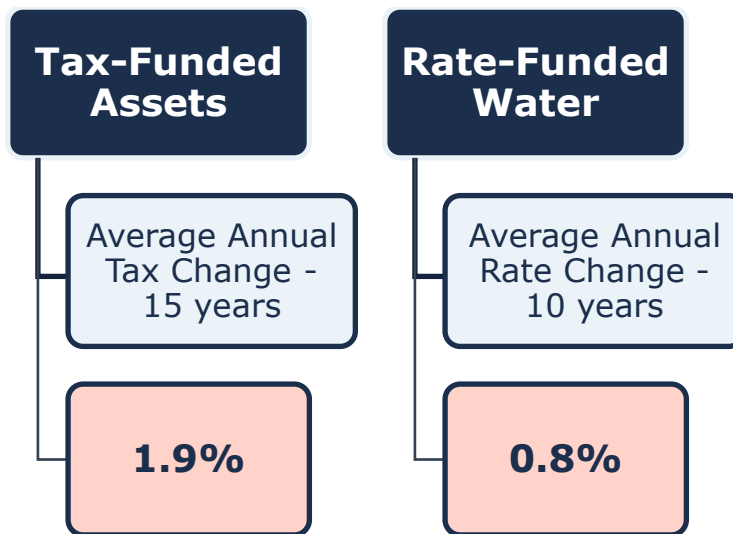 Tax-Funded
Assets
Average Annual
Tax Change -
15 years
1.9%
Rate-Funded
Water
Average Annual
Rate Change -
10 years
0.8%